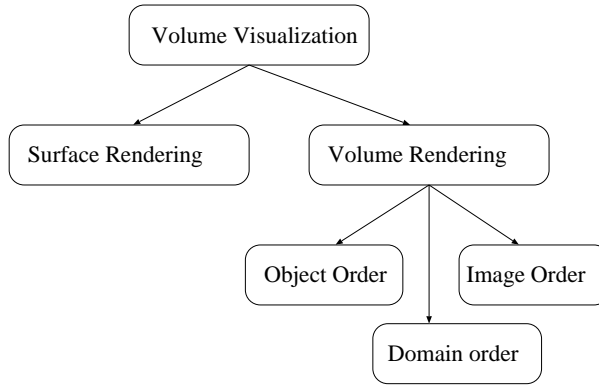 Volume Visualization
Surface Rendering
Volume Rendering
Object Order
Image Order
Domain order